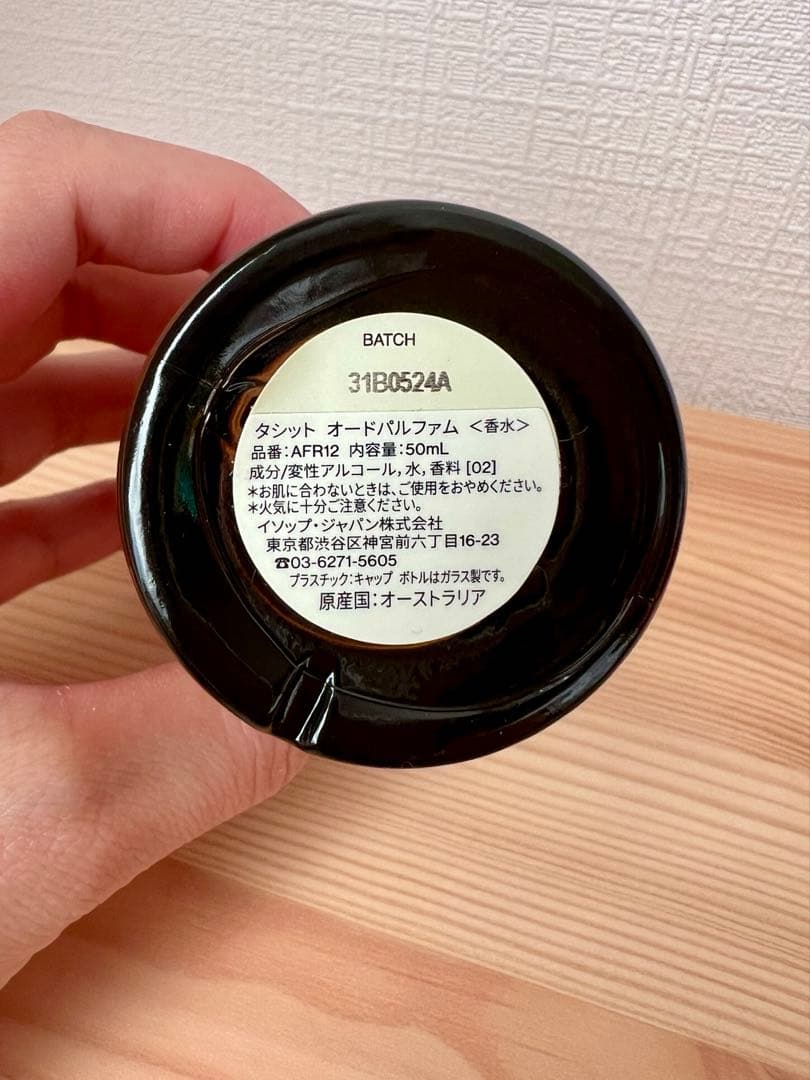 BATCH
31B0524A
タシット オードパルファム <香水>
品番:AFR12 内容量:50mL
成分/変性アルコール,水,香料 [02]
*お肌に合わないときは、ご使用をおやめください。
*火気に十分ご注意ください。
イソップ・ジャパン株式会社
東京都渋谷区神宮前六丁目16-23
☎03-6271-5605
プラスチック:キャップ ボトルはガラス製です。
原産国:オーストラリア